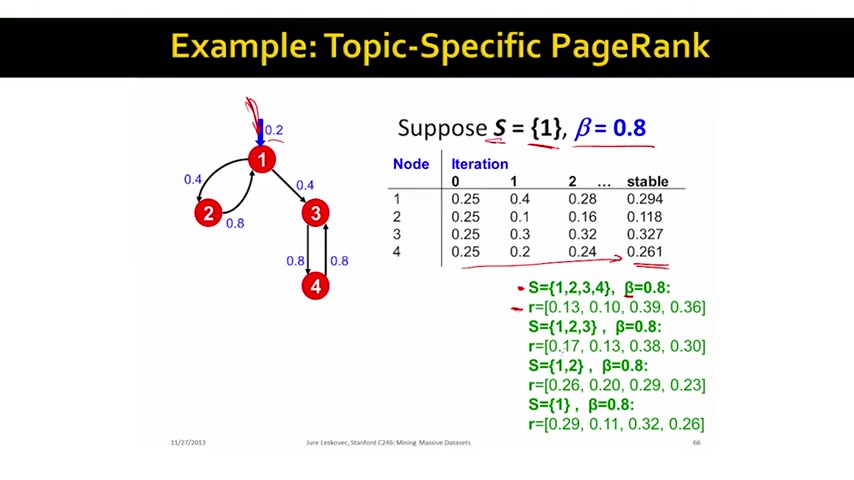 Example: Topic-Specific PageRank
0.2
1
0.4
0.4
2
0.8
3
0.8
0.8
4
Suppose S = {1}, β = 0.8
Node Iteration
0 1 2 … stable
1 0.25 0.4 0.28 0.294
2 0.25 0.1 0.16 0.118
3 0.25 0.3 0.32 0.327
4 0.25 0.2 0.24 0.261
S={1,2,3,4}, β=0.8:
r=[0.13, 0.10, 0.39, 0.36]
S={1,2,3} , β=0.8:
r=[0.17, 0.13, 0.38, 0.30]
S={1,2} , β=0.8:
r=[0.26, 0.20, 0.29, 0.23]
S={1} , β=0.8:
r=[0.29, 0.11, 0.32, 0.26]
11/27/2013 Jure Leskovec, Stanford C246: Mining Massive Datasets 66